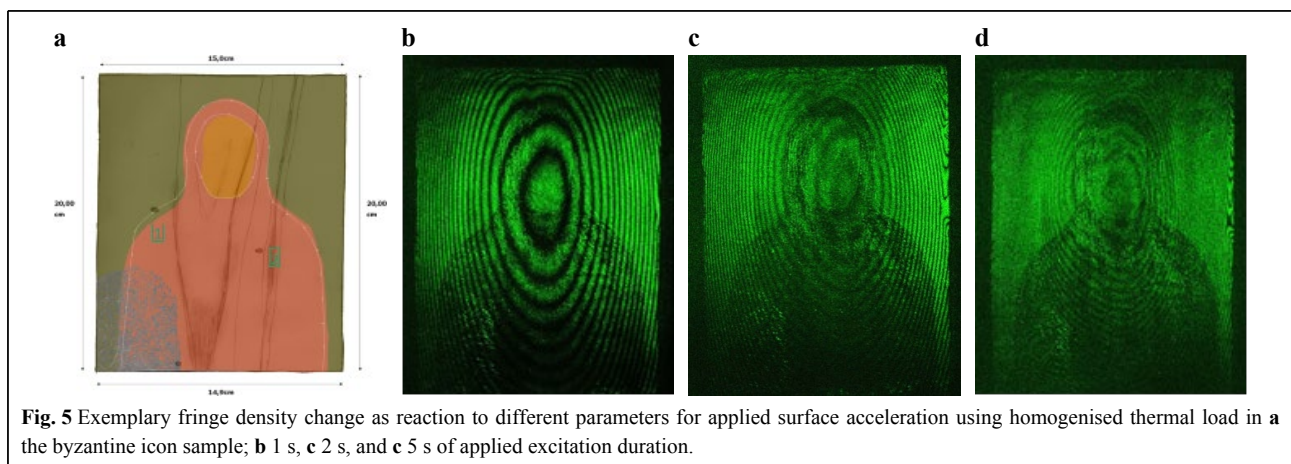 a
b
c
d
15,0cm
20,00
cm
20,00
cm
14,9cm
Fig. 5 Exemplary fringe density change as reaction to different parameters for applied surface acceleration using homogenised thermal load in a
the byzantine icon sample; b 1 s, c 2 s, and c 5 s of applied excitation duration.